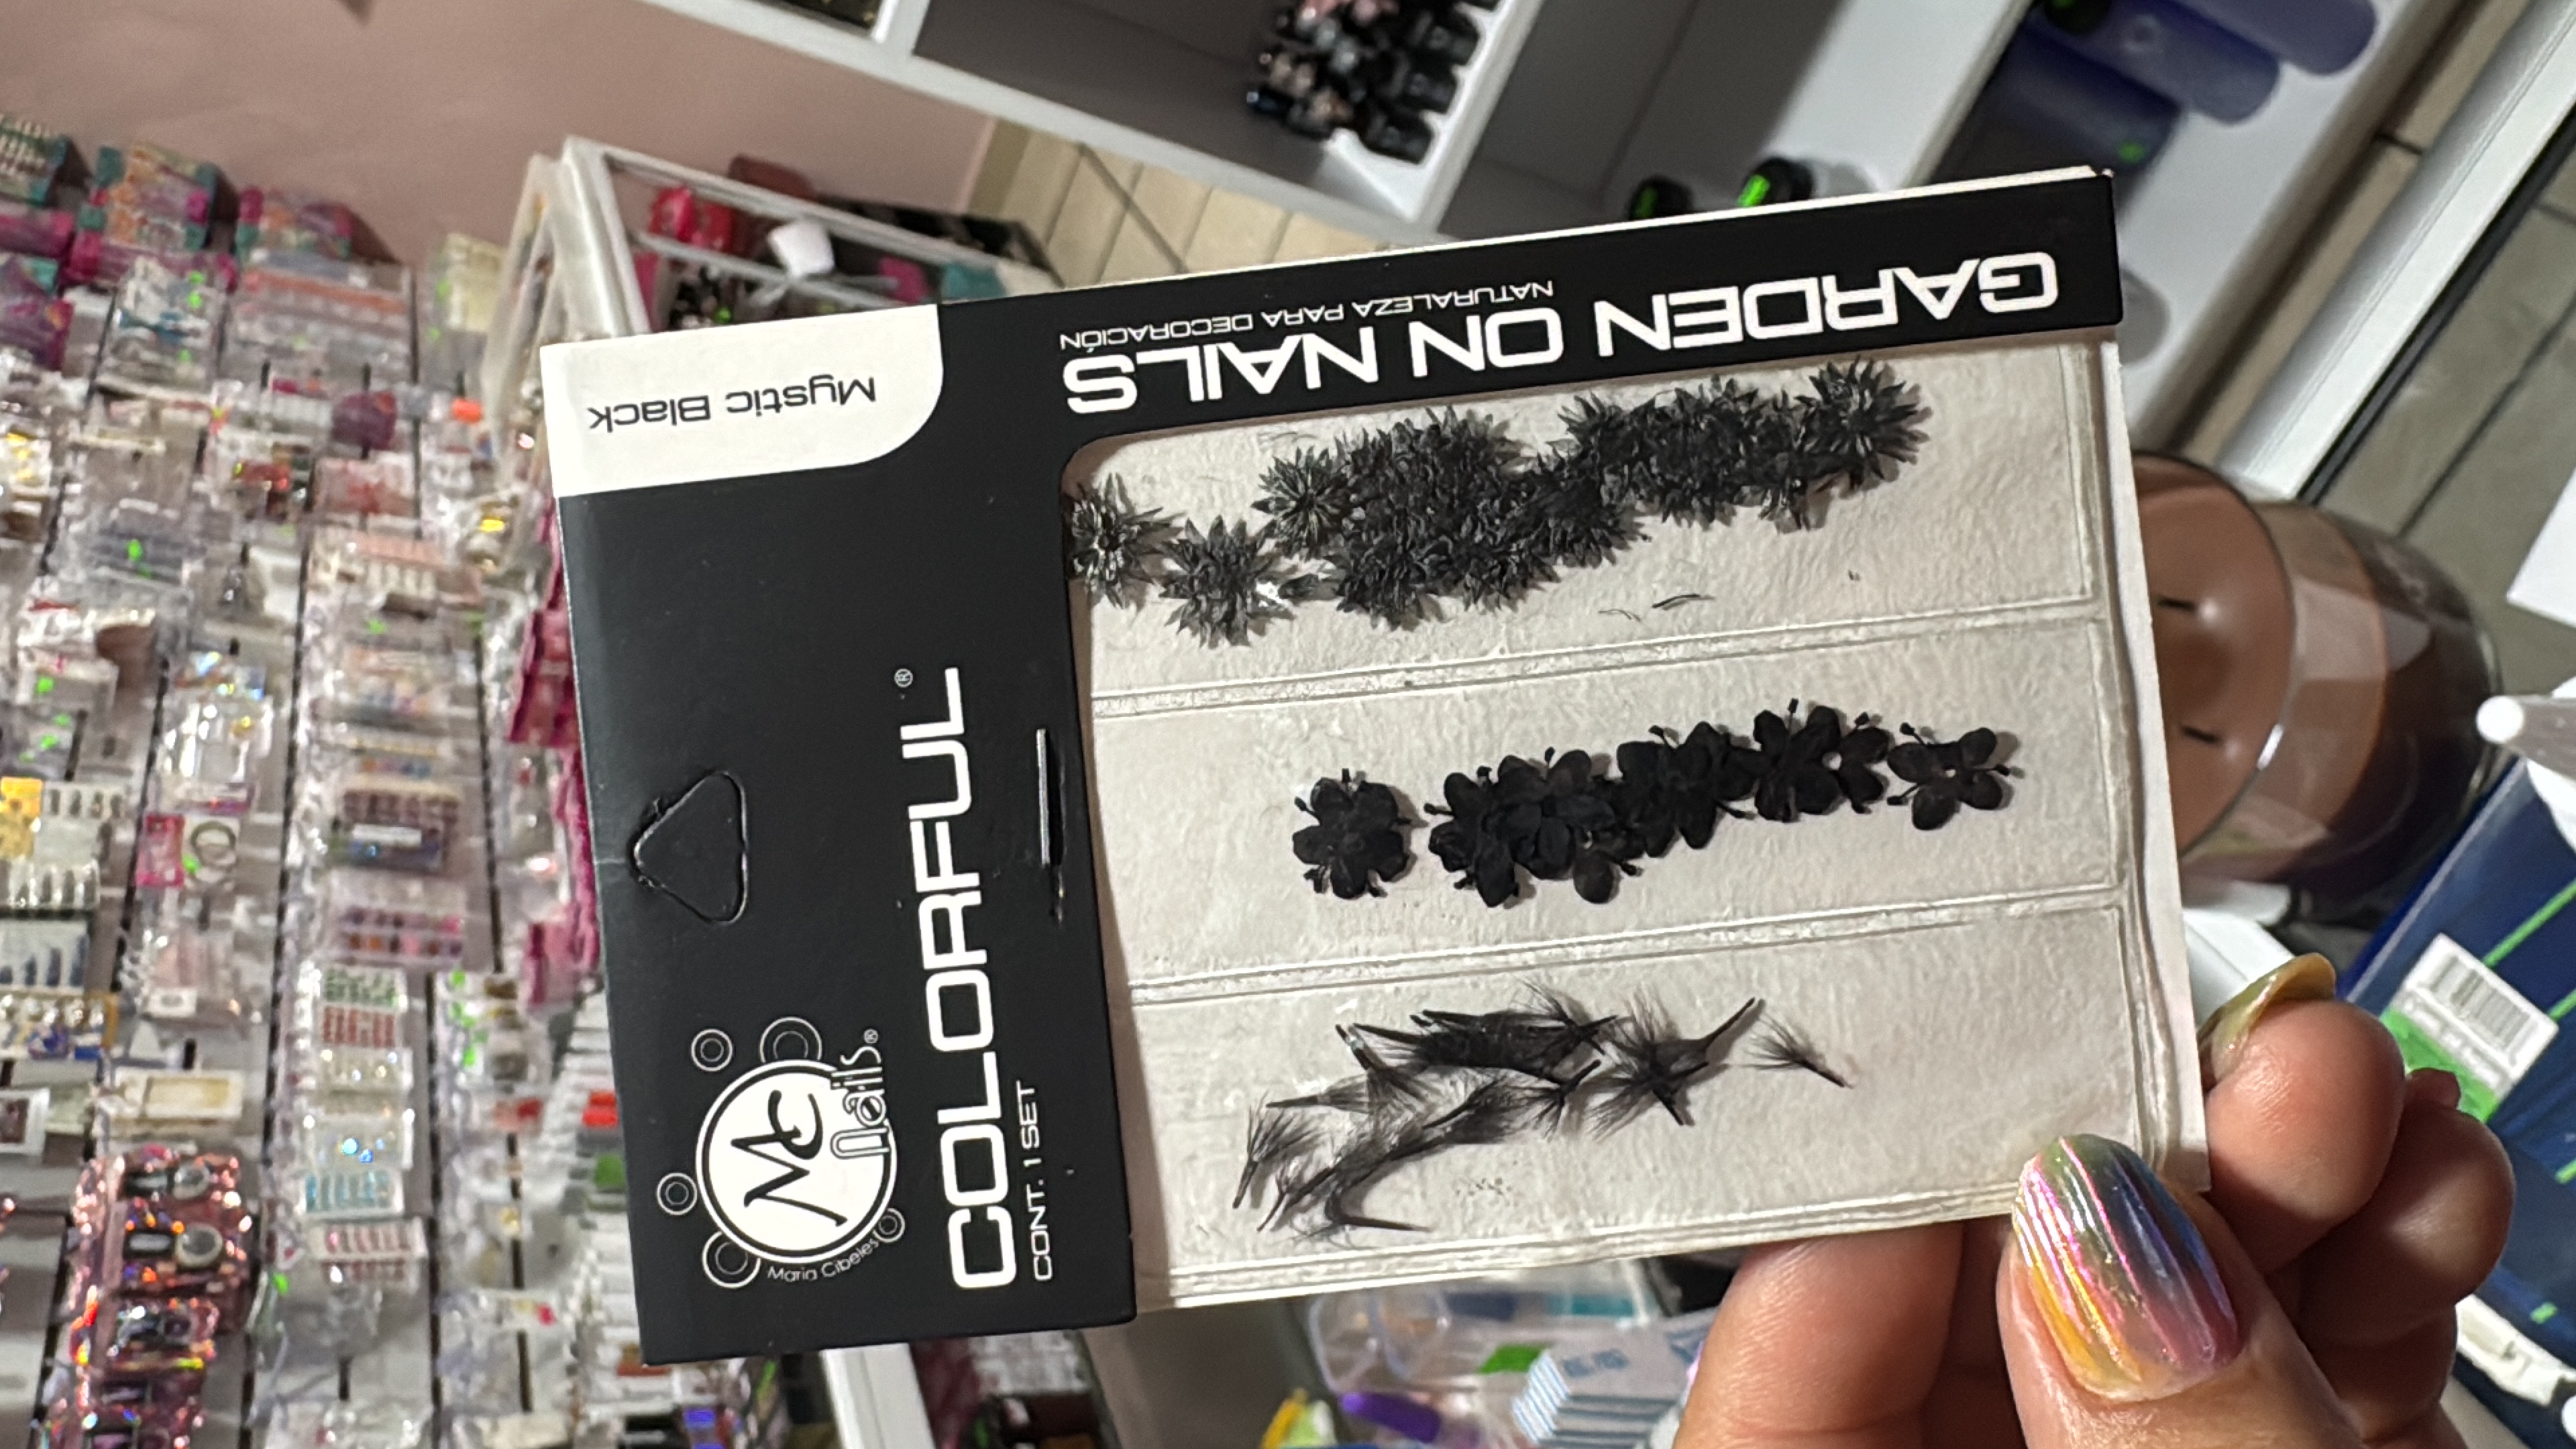 Mc
Nails®
Maria Cibeles
COLORFUL®
CONT. 1 SET
Mystic Black
GARDEN ON NAILS
NATURALEZA PARA DECORACIÓN